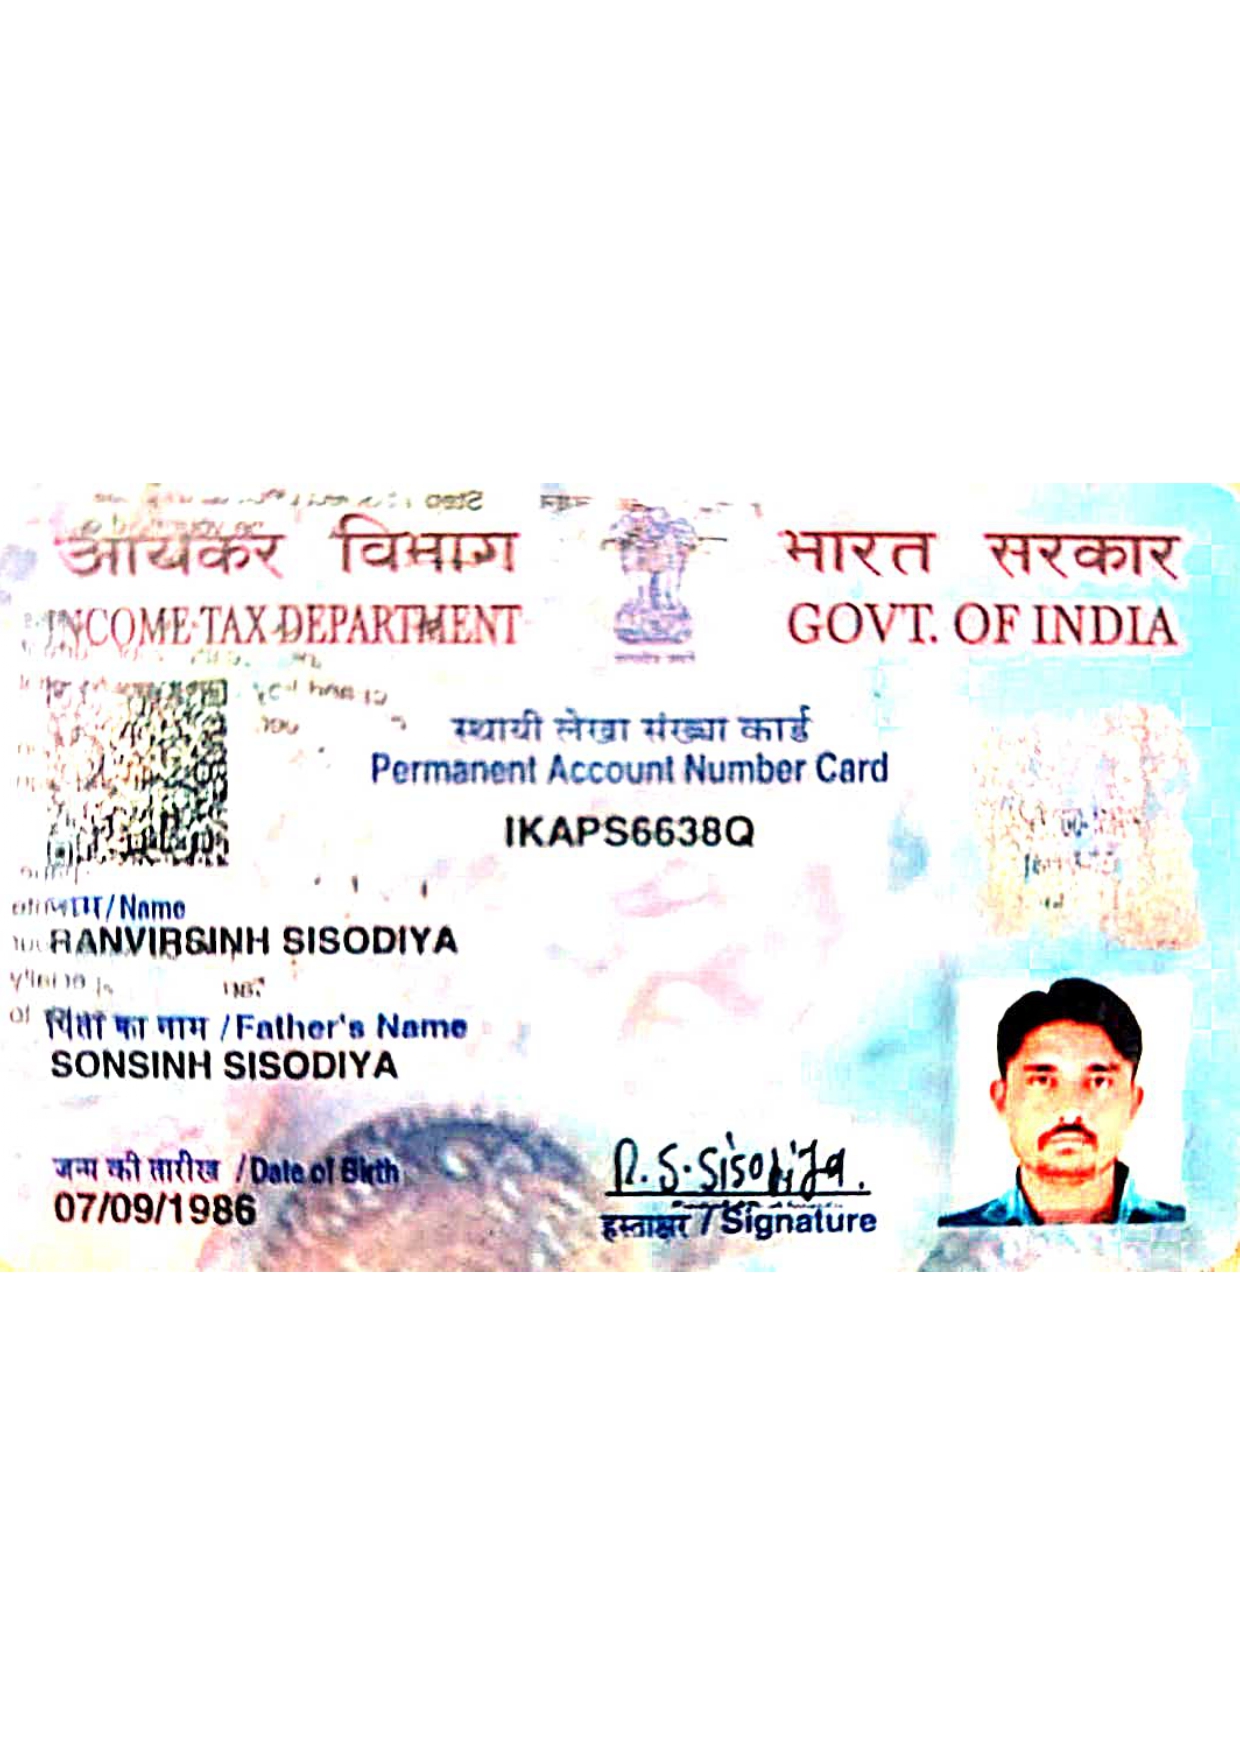 आयकर विभाग
INCOME TAX DEPARTMENT
भारत सरकार
GOVT. OF INDIA
स्थायी लेखा संख्या कार्ड
Permanent Account Number Card
IKAPS6638Q
नाम / Name
RANVIRSINH SISODIYA
पिता का नाम / Father's Name
SONSINH SISODIYA
जन्म की तारीख / Date of Birth
07/09/1986
R.S.Sisodiya.
हस्ताक्षर / Signature